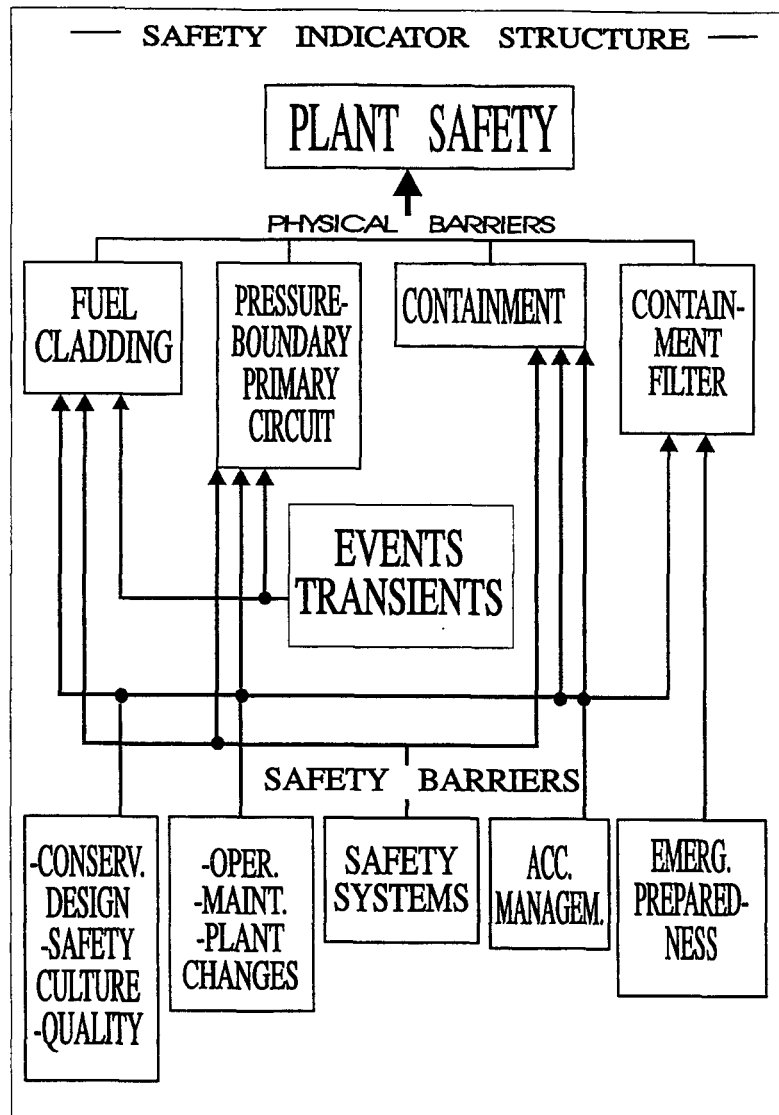 SAFETY INDICATOR STRUCTURE
PLANT SAFETY
PHYSICAL BARRIERS
FUEL
CLADDING
PRESSURE-
BOUNDARY
PRIMARY
CIRCUIT
CONTAINMENT
CONTAIN-
MENT
FILTER
EVENTS
TRANSIENTS
SAFETY BARRIERS
-CONSERV.
DESIGN
-SAFETY
CULTURE
-QUALITY
-OPER.
-MAINT.
-PLANT
CHANGES
SAFETY
SYSTEMS
ACC.
MANAGEM.
EMERG.
PREPARED-
NESS